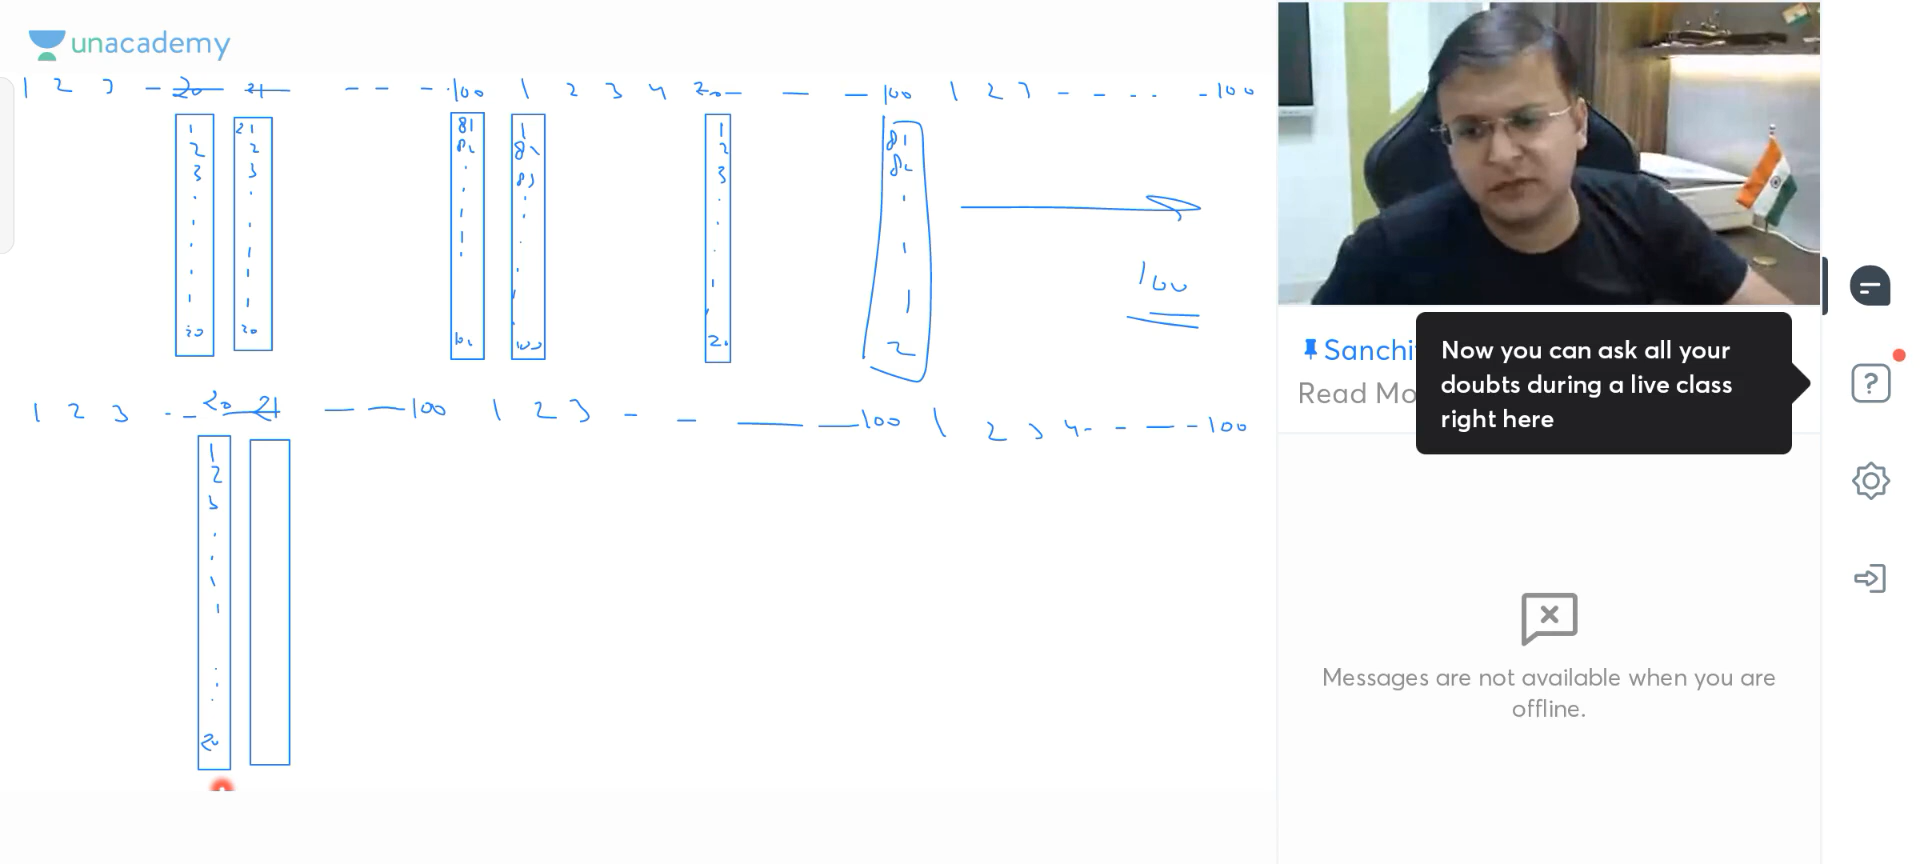 unacademy
1 2 3 - 20 21 - - - . 100 1 2 3 4 20 - - - 100 1 2 3 - - - - - 100
1 21 81 1 1 81
2 2 82 82 2 82
3 3 83 3
20 20 100 100 20 2
100
1 2 3 - - 20 21 - - 100 1 2 3 - - - - 100 1 2 3 4 - - - - 100
1
2
3
20
Sanchi
Read Mo
Now you can ask all your
doubts during a live class
right here
?
Messages are not available when you are
offline.